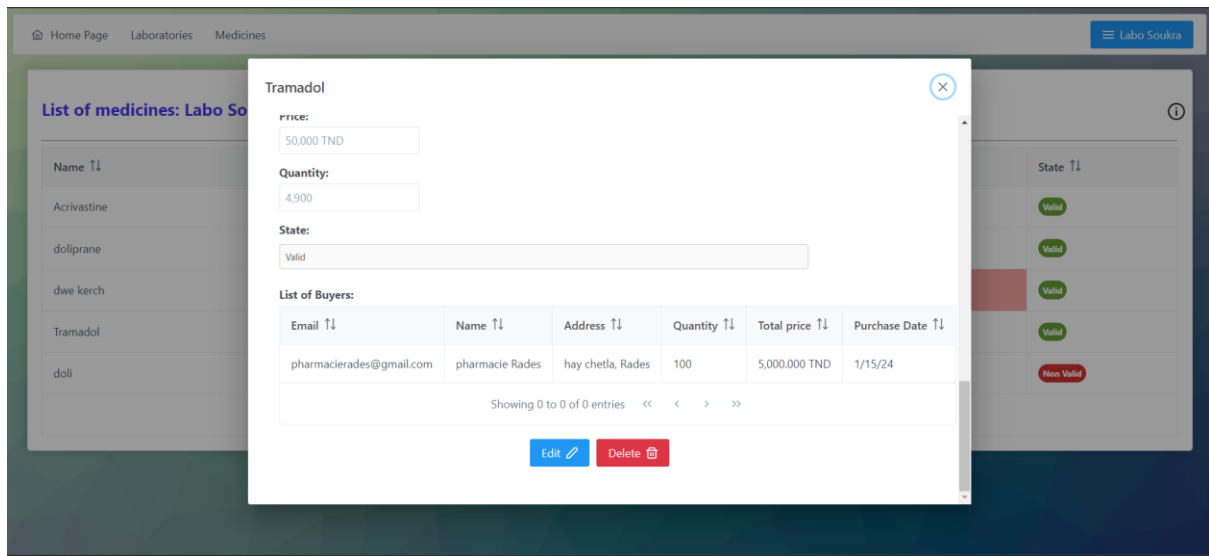 Home Page Laboratories Medicines Labo Soukra
List of medicines: Labo So
Name State
Acrivastine Valid
doliprane Valid
dwe kerch Valid
Tramadol Valid
doli Non Valid
Tramadol
Price:
50,000 TND
Quantity:
4,900
State:
Valid
List of Buyers:
Email Name Address Quantity Total price Purchase Date
pharmacierades@gmail.com pharmacie Rades hay chetla, Rades 100 5,000.000 TND 1/15/24
Showing 0 to 0 of 0 entries << < > >>
Edit Delete